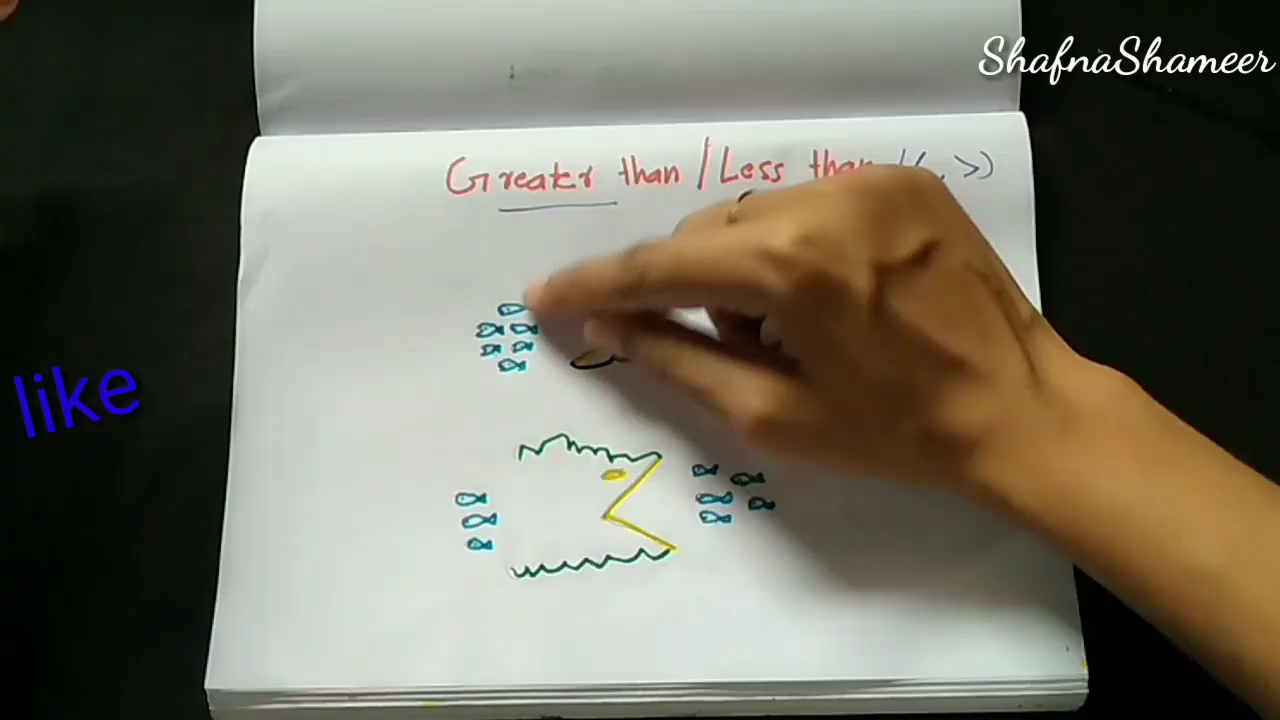 ShafnaShameer
Greater than / Less than (<, >)
like